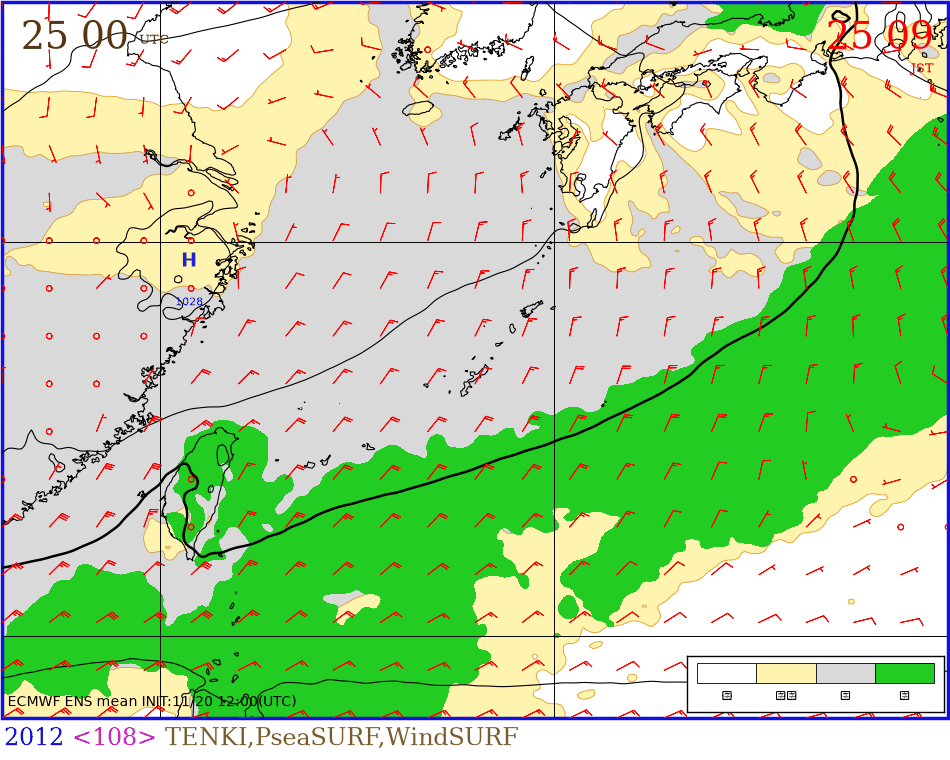 25 00 UTC
25 09
JST
H
1028
ECMWF ENS mean INIT:11/20 12:00(UTC)
2012 <108> TENKI,PseaSURF,WindSURF